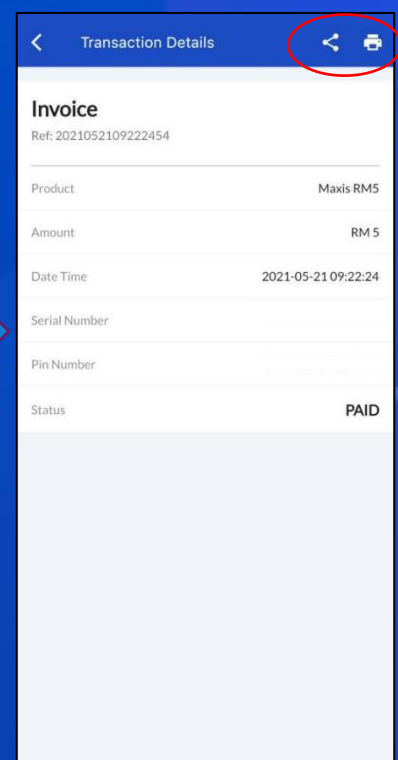 Transaction Details
Invoice
Ref: 2021052109222454
Product Maxis RM5
Amount RM 5
Date Time 2021-05-21 09:22:24
Serial Number
Pin Number
Status PAID